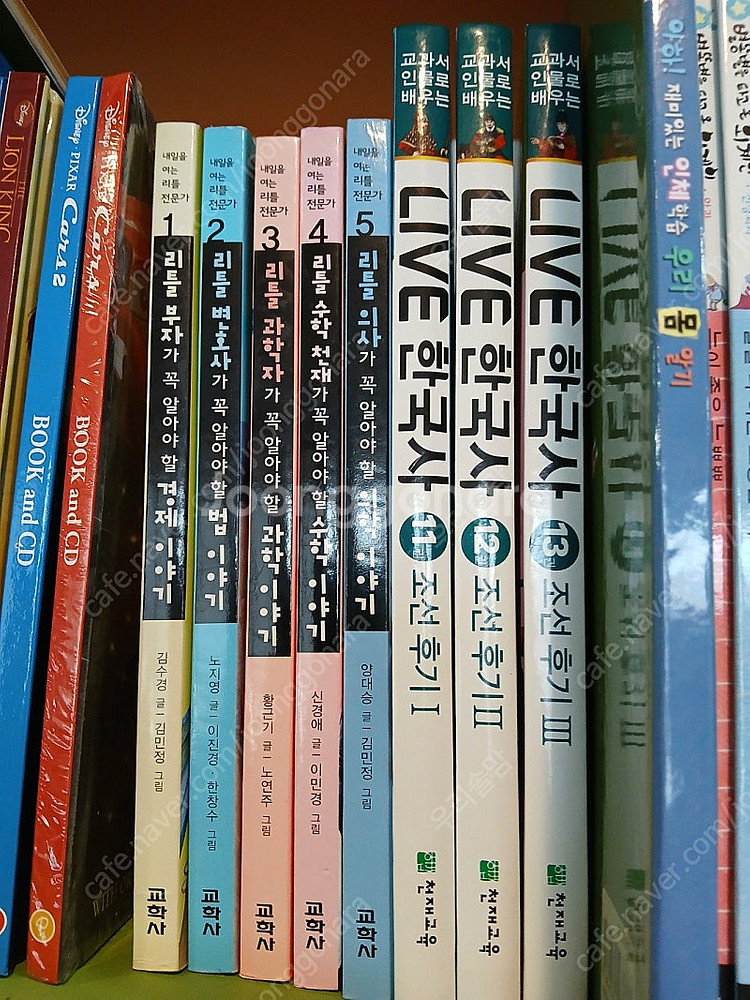 Disney
THE
LION KING
DISNEY · PIXAR
Cars 2
BOOK and CD
DISNEY
Cars
BOOK and CD
내일을
여는
리틀
전문가
1
리틀 부자가 꼭 알아야 할 경제 이야기
김수경 글 - 김민정 그림
교학사
내일을
여는
리틀
전문가
2
리틀 변호사가 꼭 알아야 할 법 이야기
노지영 글 - 이진경 · 한창수 그림
교학사
내일을
여는
리틀
전문가
3
리틀 과학자가 꼭 알아야 할 과학 이야기
황근기 글 - 노연주 그림
교학사
내일을
여는
리틀
전문가
4
리틀 수학 천재가 꼭 알아야 할 수학 이야기
신경애 글 - 이민경 그림
교학사
내일을
여는
리틀
전문가
5
리틀 의사가 꼭 알아야 할 의학 이야기
양대승 글 - 김민정 그림
교학사
교과서
인물로
배우는
LIVE 한국사
11
조선 후기 I
천재교육
교과서
인물로
배우는
LIVE 한국사
12
조선 후기 II
천재교육
교과서
인물로
배우는
LIVE 한국사
13
조선 후기 III
천재교육
아하! 재미있는 인체학습 우리 몸 알기
joonggonara
cafe.naver.com/joonggonara
우리솔맘